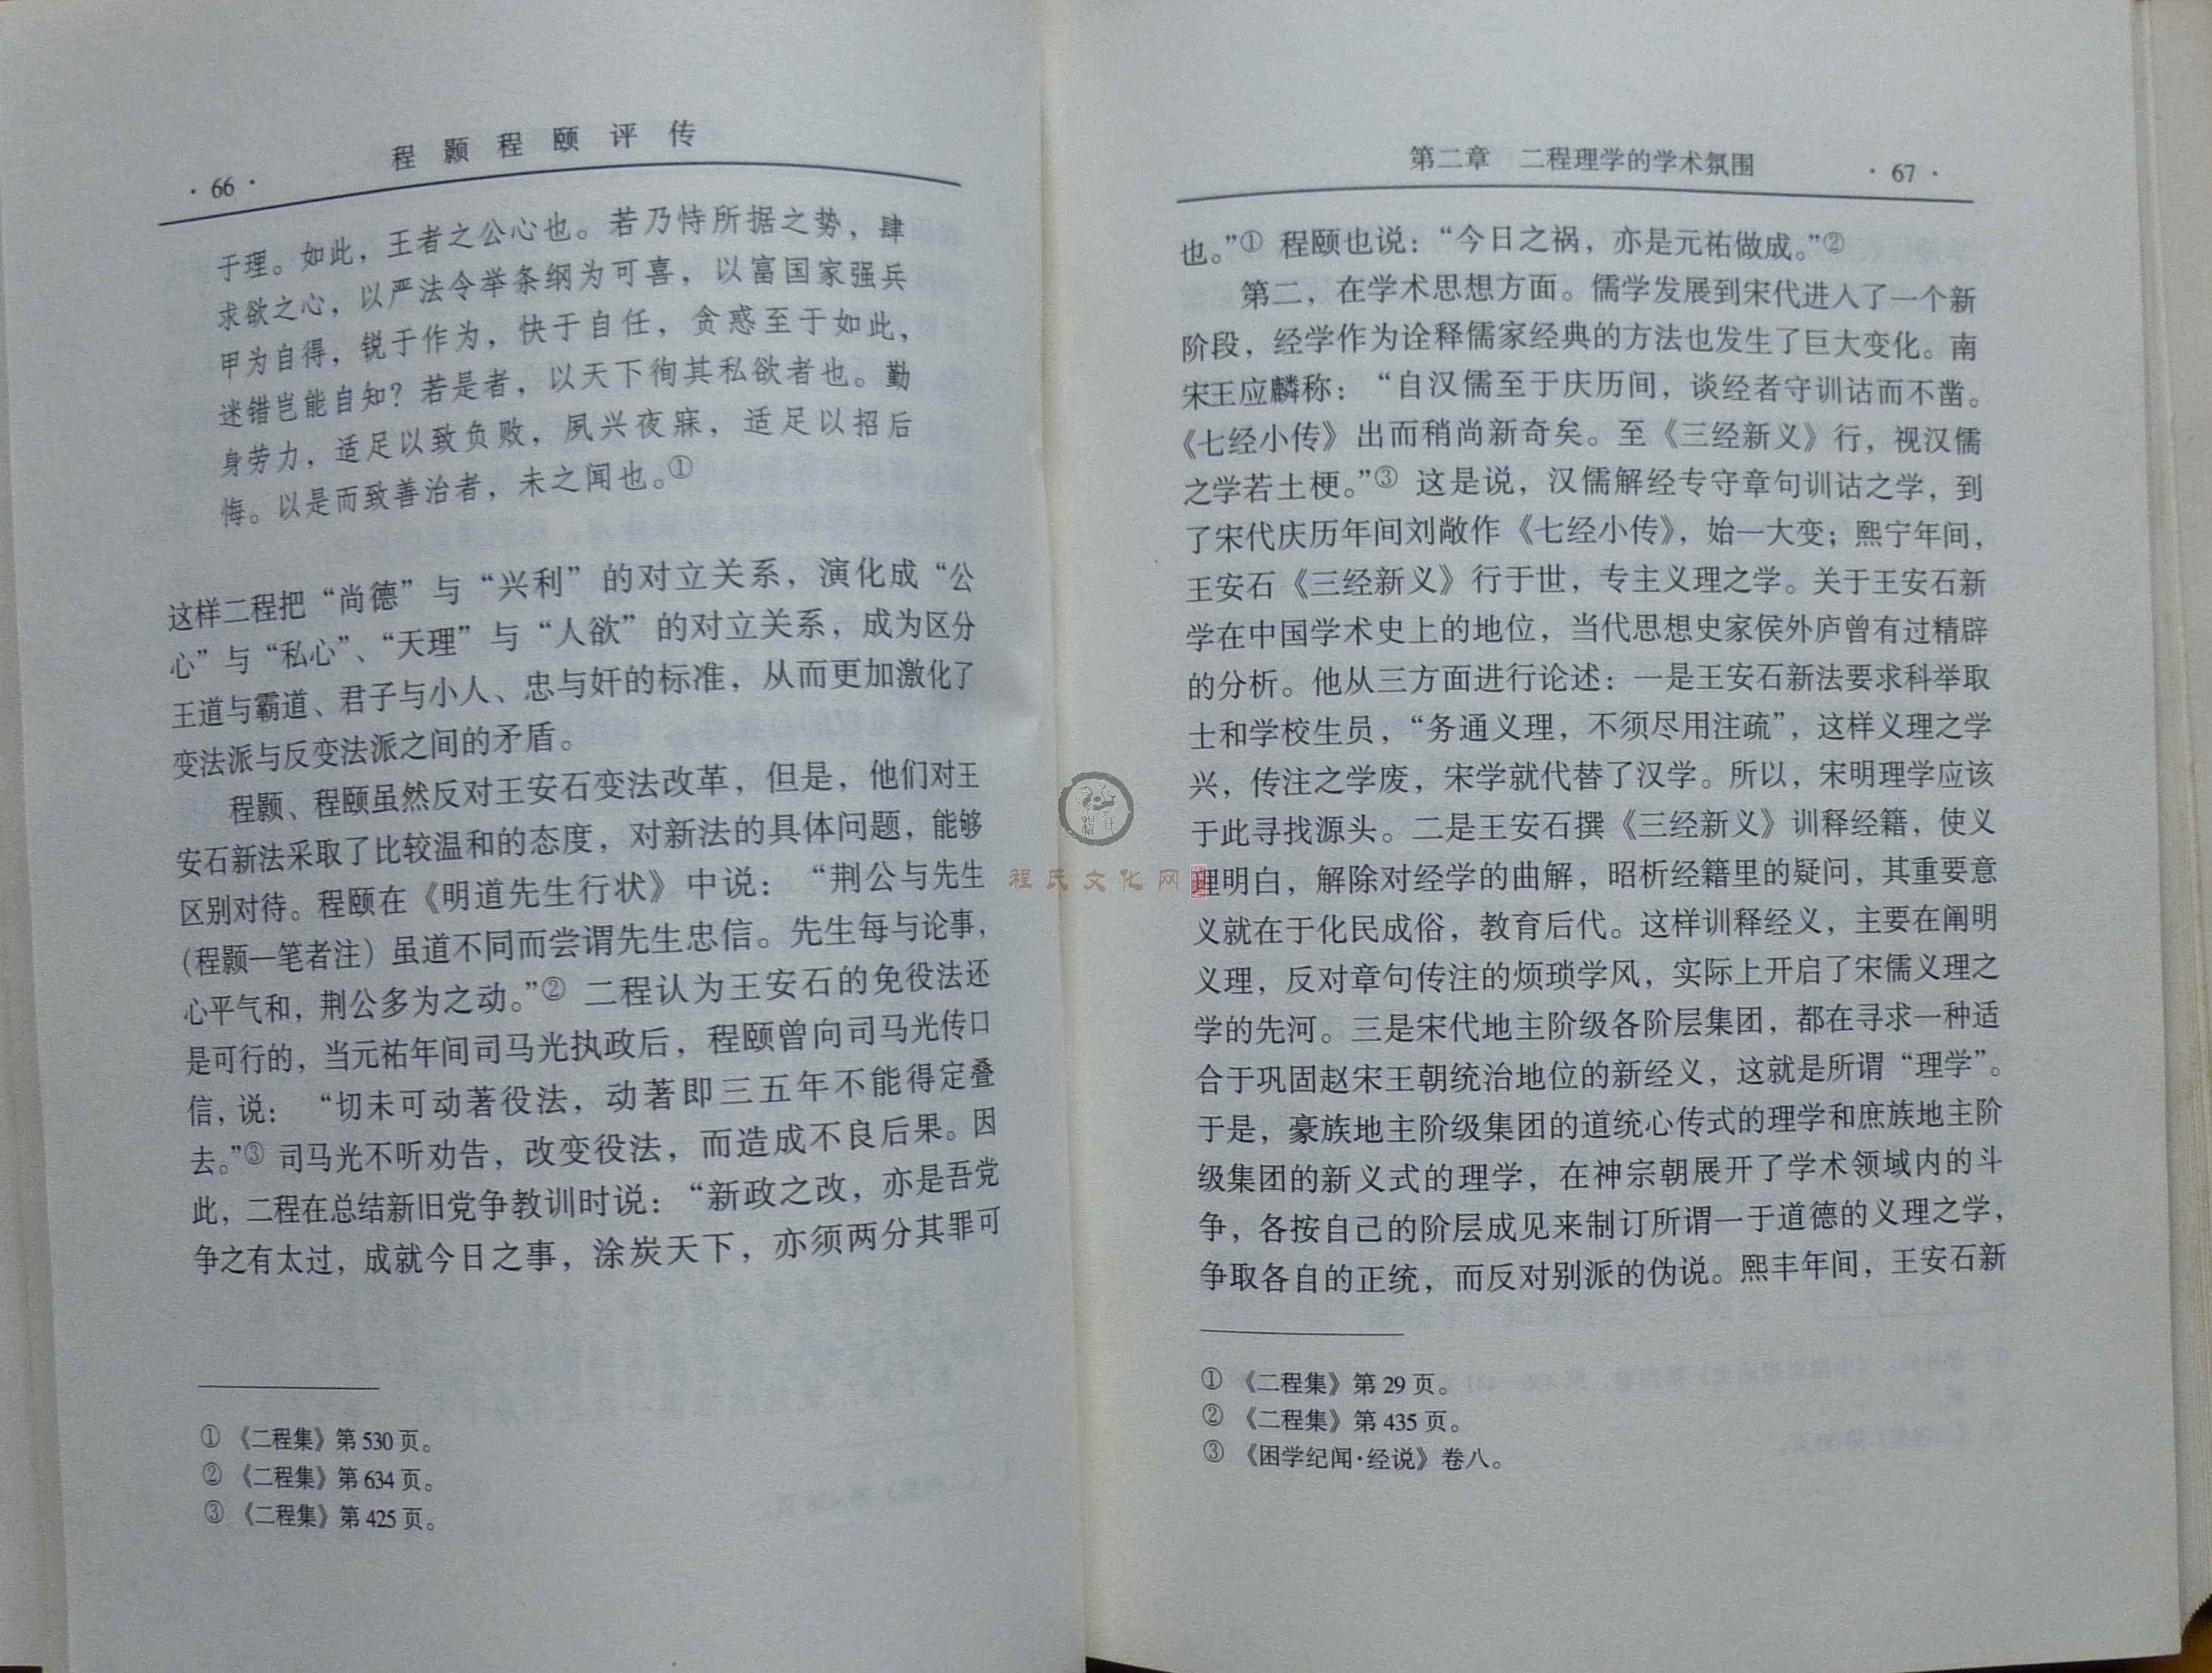 程颢程颐评传
·66·
于理。如此，王者之公心也。若乃恃所据之势，肆
求欲之心，以严法令举条纲为可喜，以富国家强兵
甲为自得，锐于作为，快于自任，贪惑至于如此，
迷错岂能自知？若是者，以天下徇其私欲者也。勤
身劳力，适足以致负败，夙兴夜寐，适足以招后
悔。以是而致善治者，未之闻也。①
这样二程把“尚德”与“兴利”的对立关系，演化成“公
心”与“私心”、“天理”与“人欲”的对立关系，成为区分
王道与霸道、君子与小人、忠与奸的标准，从而更加激化了
变法派与反变法派之间的矛盾。
程颢、程颐虽然反对王安石变法改革，但是，他们对王
安石新法采取了比较温和的态度，对新法的具体问题，能够
区别对待。程颐在《明道先生行状》中说：“荆公与先生
（程颢—笔者注）虽道不同而尝谓先生忠信。先生每与论事，
心平气和，荆公多为之动。”② 二程认为王安石的免役法还
是可行的，当元祐年间司马光执政后，程颐曾向司马光传口
信，说：“切未可动著役法，动著即三五年不能得定叠
去。”③ 司马光不听劝告，改变役法，而造成不良后果。因
此，二程在总结新旧党争教训时说：“新政之改，亦是吾党
争之有太过，成就今日之事，涂炭天下，亦须两分其罪可
① 《二程集》第 530 页。
② 《二程集》第 634 页。
③ 《二程集》第 425 页。
第二章 二程理学的学术氛围
·67·
也。”① 程颐也说：“今日之祸，亦是元祐做成。”②
第二，在学术思想方面。儒学发展到宋代进入了一个新
阶段，经学作为诠释儒家经典的方法也发生了巨大变化。南
宋王应麟称：“自汉儒至于庆历间，谈经者守训诂而不凿。
《七经小传》出而稍尚新奇矣。至《三经新义》行，视汉儒
之学若土梗。”③ 这是说，汉儒解经专守章句训诂之学，到
了宋代庆历年间刘敞作《七经小传》，始一大变；熙宁年间，
王安石《三经新义》行于世，专主义理之学。关于王安石新
学在中国学术史上的地位，当代思想史家侯外庐曾有过精辟
的分析。他从三方面进行论述：一是王安石新法要求科举取
士和学校生员，“务通义理，不须尽用注疏”，这样义理之学
兴，传注之学废，宋学就代替了汉学。所以，宋明理学应该
于此寻找源头。二是王安石撰《三经新义》训释经籍，使义
理明白，解除对经学的曲解，昭析经籍里的疑问，其重要意
义就在于化民成俗，教育后代。这样训释经义，主要在阐明
义理，反对章句传注的烦琐学风，实际上开启了宋儒义理之
学的先河。三是宋代地主阶级各阶层集团，都在寻求一种适
合于巩固赵宋王朝统治地位的新经义，这就是所谓“理学”。
于是，豪族地主阶级集团的道统心传式的理学和庶族地主阶
级集团的新义式的理学，在神宗朝展开了学术领域内的斗
争，各按自己的阶层成见来制订所谓一于道德的义理之学，
争取各自的正统，而反对别派的伪说。熙丰年间，王安石新
① 《二程集》第 29 页。
② 《二程集》第 435 页。
③ 《困学纪闻·经说》卷八。
程氏文化网